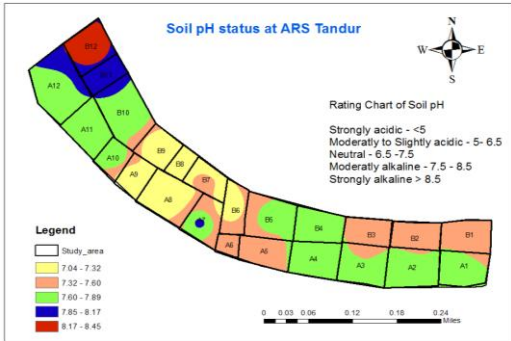 Soil pH status at ARS Tandur
N
W E
S
Rating Chart of Soil pH
Strongly acidic - <5
Moderately to Slightly acidic - 5- 6.5
Neutral - 6.5 -7.5
Moderately alkaline - 7.5 - 8.5
Strongly alkaline > 8.5
B12
A12
B10
A11
A10
B9
B8
A9
B7
A8
B6
B5
B4
B3
B2
B1
A6
A5
A4
A3
A2
A1
Legend
Study_area
7.04 - 7.32
7.32 - 7.60
7.60 - 7.89
7.85 - 8.17
8.17 - 8.45
0 0.03 0.06 0.12 0.18 0.24
Miles